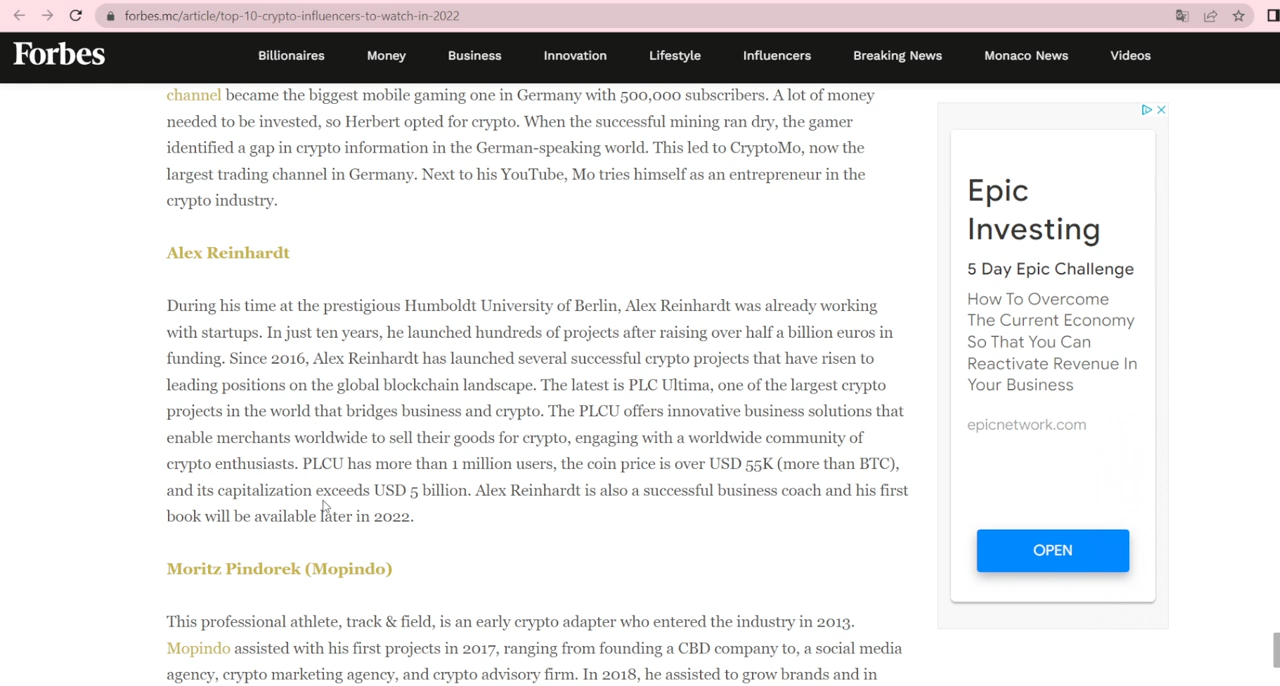 forbes.mc/article/top-10-crypto-influencers-to-watch-in-2022
Forbes
Billionaires Money Business Innovation Lifestyle Influencers Breaking News Monaco News Videos
channel became the biggest mobile gaming one in Germany with 500,000 subscribers. A lot of money
needed to be invested, so Herbert opted for crypto. When the successful mining ran dry, the gamer
identified a gap in crypto information in the German-speaking world. This led to CryptoMo, now the
largest trading channel in Germany. Next to his YouTube, Mo tries himself as an entrepreneur in the
crypto industry.
Alex Reinhardt
During his time at the prestigious Humboldt University of Berlin, Alex Reinhardt was already working
with startups. In just ten years, he launched hundreds of projects after raising over half a billion euros in
funding. Since 2016, Alex Reinhardt has launched several successful crypto projects that have risen to
leading positions on the global blockchain landscape. The latest is PLC Ultima, one of the largest crypto
projects in the world that bridges business and crypto. The PLCU offers innovative business solutions that
enable merchants worldwide to sell their goods for crypto, engaging with a worldwide community of
crypto enthusiasts. PLCU has more than 1 million users, the coin price is over USD 55K (more than BTC),
and its capitalization exceeds USD 5 billion. Alex Reinhardt is also a successful business coach and his first
book will be available later in 2022.
Moritz Pindorek (Mopindo)
This professional athlete, track & field, is an early crypto adapter who entered the industry in 2013.
Mopindo assisted with his first projects in 2017, ranging from founding a CBD company to, a social media
agency, crypto marketing agency, and crypto advisory firm. In 2018, he assisted to grow brands and in
Epic
Investing
5 Day Epic Challenge
How To Overcome
The Current Economy
So That You Can
Reactivate Revenue In
Your Business
epicnetwork.com
OPEN